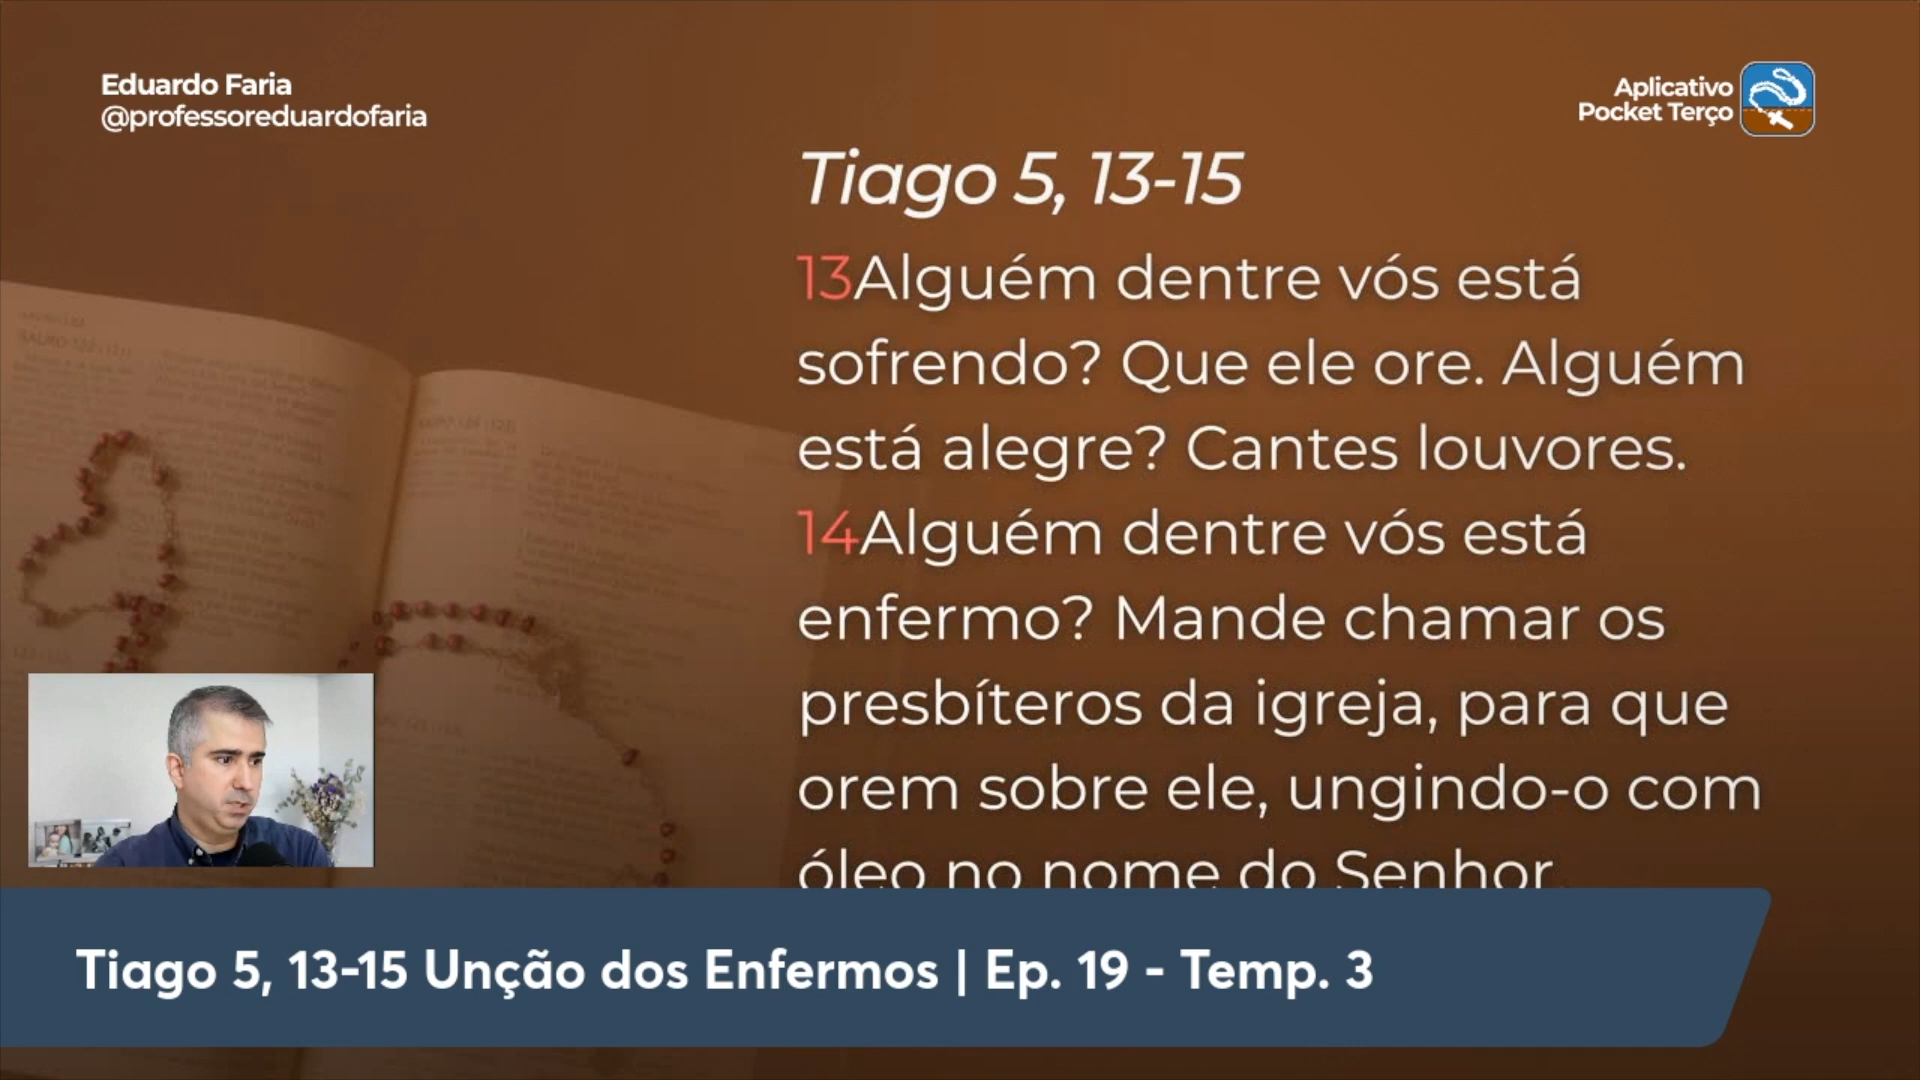 Eduardo Faria
@professoreduardofaria
Aplicativo
Pocket Terço
Tiago 5, 13-15
13Alguém dentre vós está
sofrendo? Que ele ore. Alguém
está alegre? Cantes louvores.
14Alguém dentre vós está
enfermo? Mande chamar os
presbíteros da igreja, para que
orem sobre ele, ungindo-o com
óleo no nome do Senhor.
Tiago 5, 13-15 Unção dos Enfermos | Ep. 19 - Temp. 3